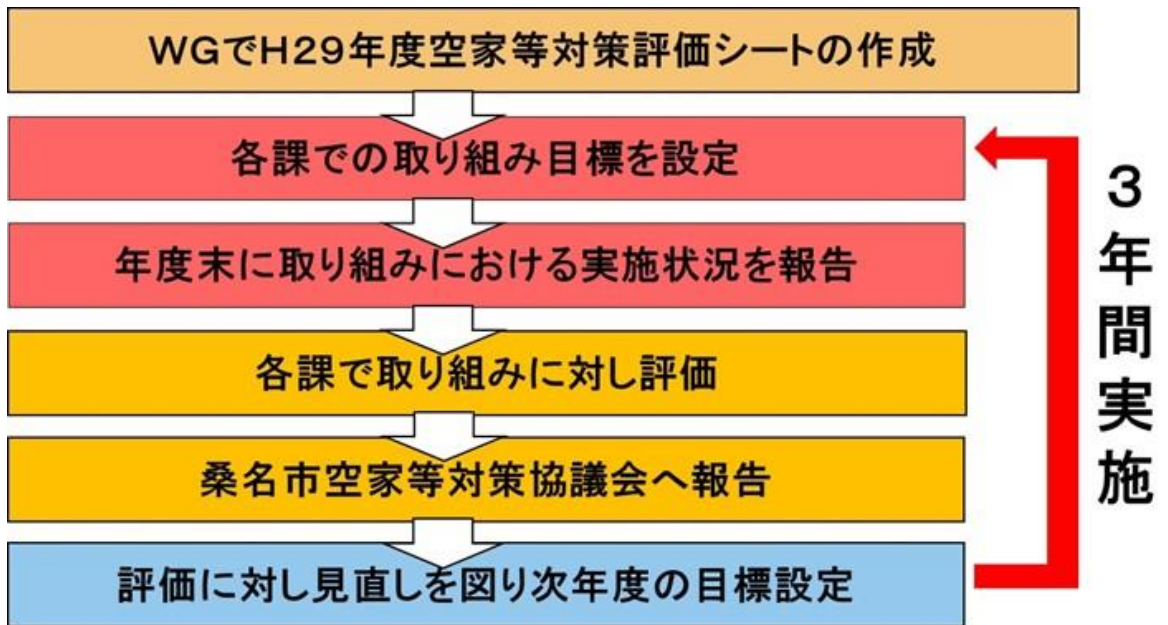 WGでH29年度空家等対策評価シートの作成
各課での取り組み目標を設定
年度末に取り組みにおける実施状況を報告
各課で取り組みに対し評価
桑名市空家等対策協議会へ報告
評価に対し見直しを図り次年度の目標設定
3年間実施